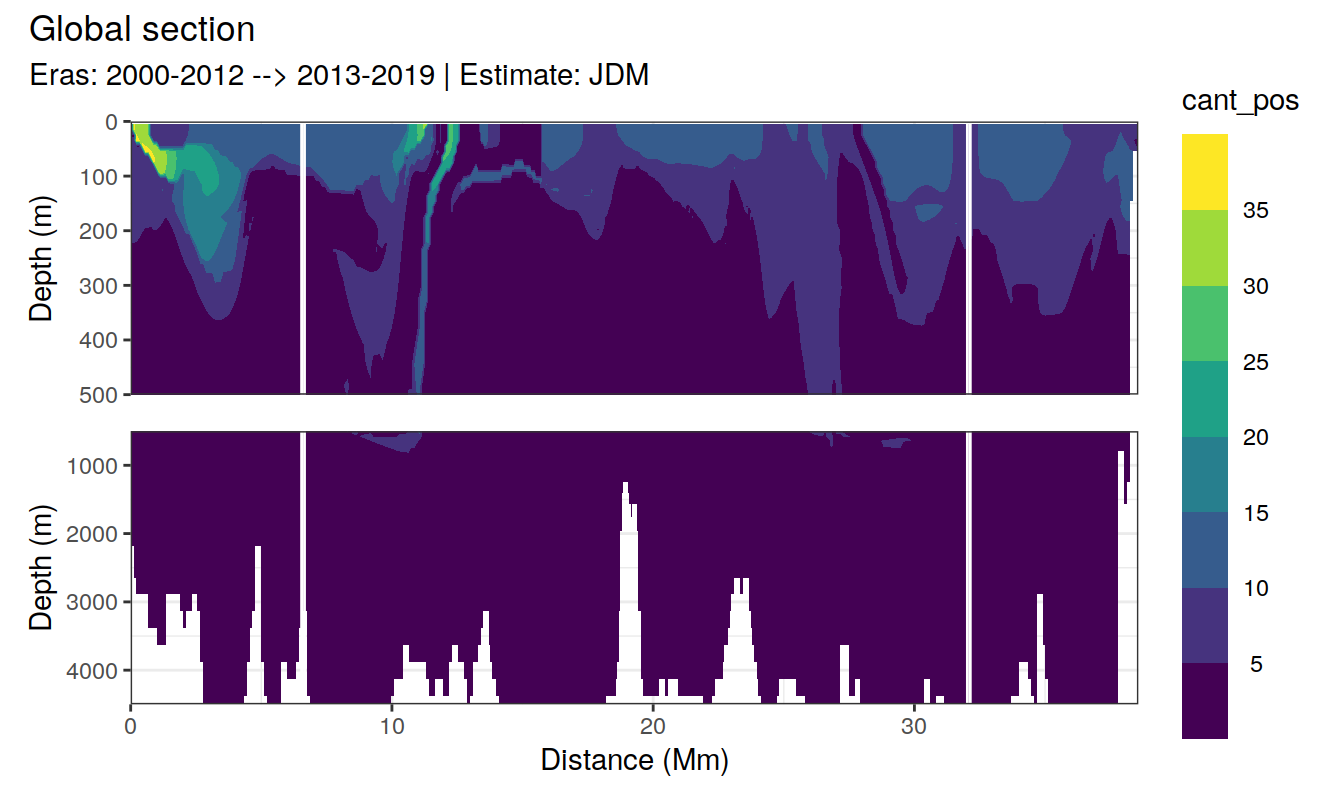 Global section
Eras: 2000-2012 --> 2013-2019 | Estimate: JDM
cant_pos
35
30
25
20
15
10
5
Depth (m)
0
100
200
300
400
500
Depth (m)
1000
2000
3000
4000
0 10 20 30
Distance (Mm)